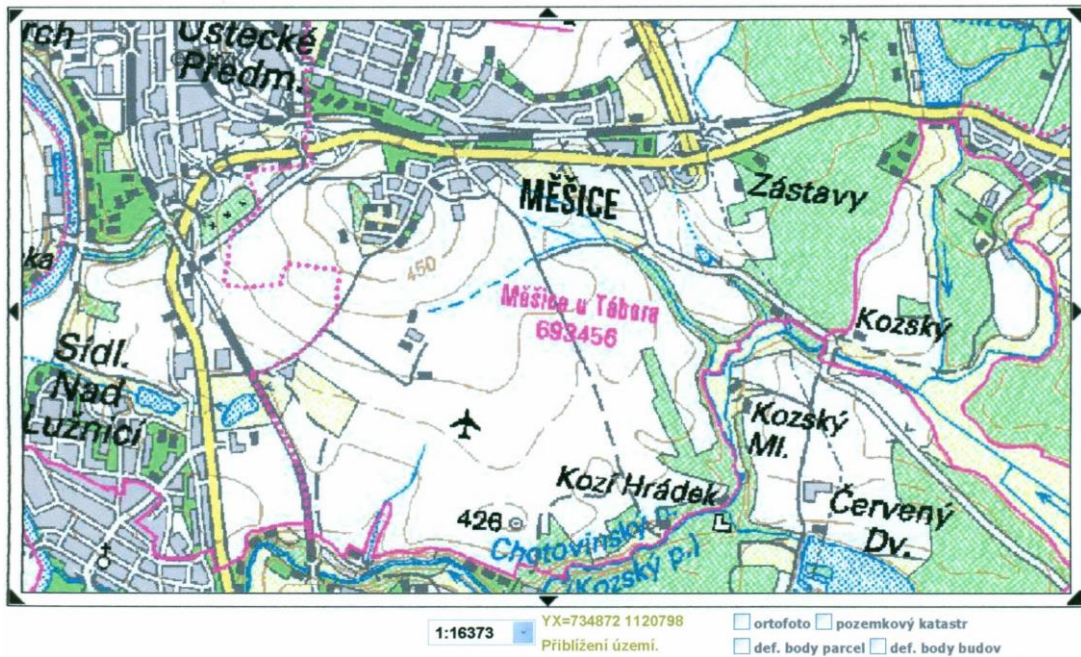 Ústecké
Předm.
MĚŠICE
Zástavy
450
Měšice u Tábora
693456
Kozský
Sídl.
Nad
Lužnicí
Kozský
Ml.
Kozí Hrádek
426
Chotovinský p.
(Kozský p.)
Červený
Dv.
1:16373
YX=734872 1120798
Přiblížení území.
ortofoto
pozemkový katastr
def. body parcel
def. body budov